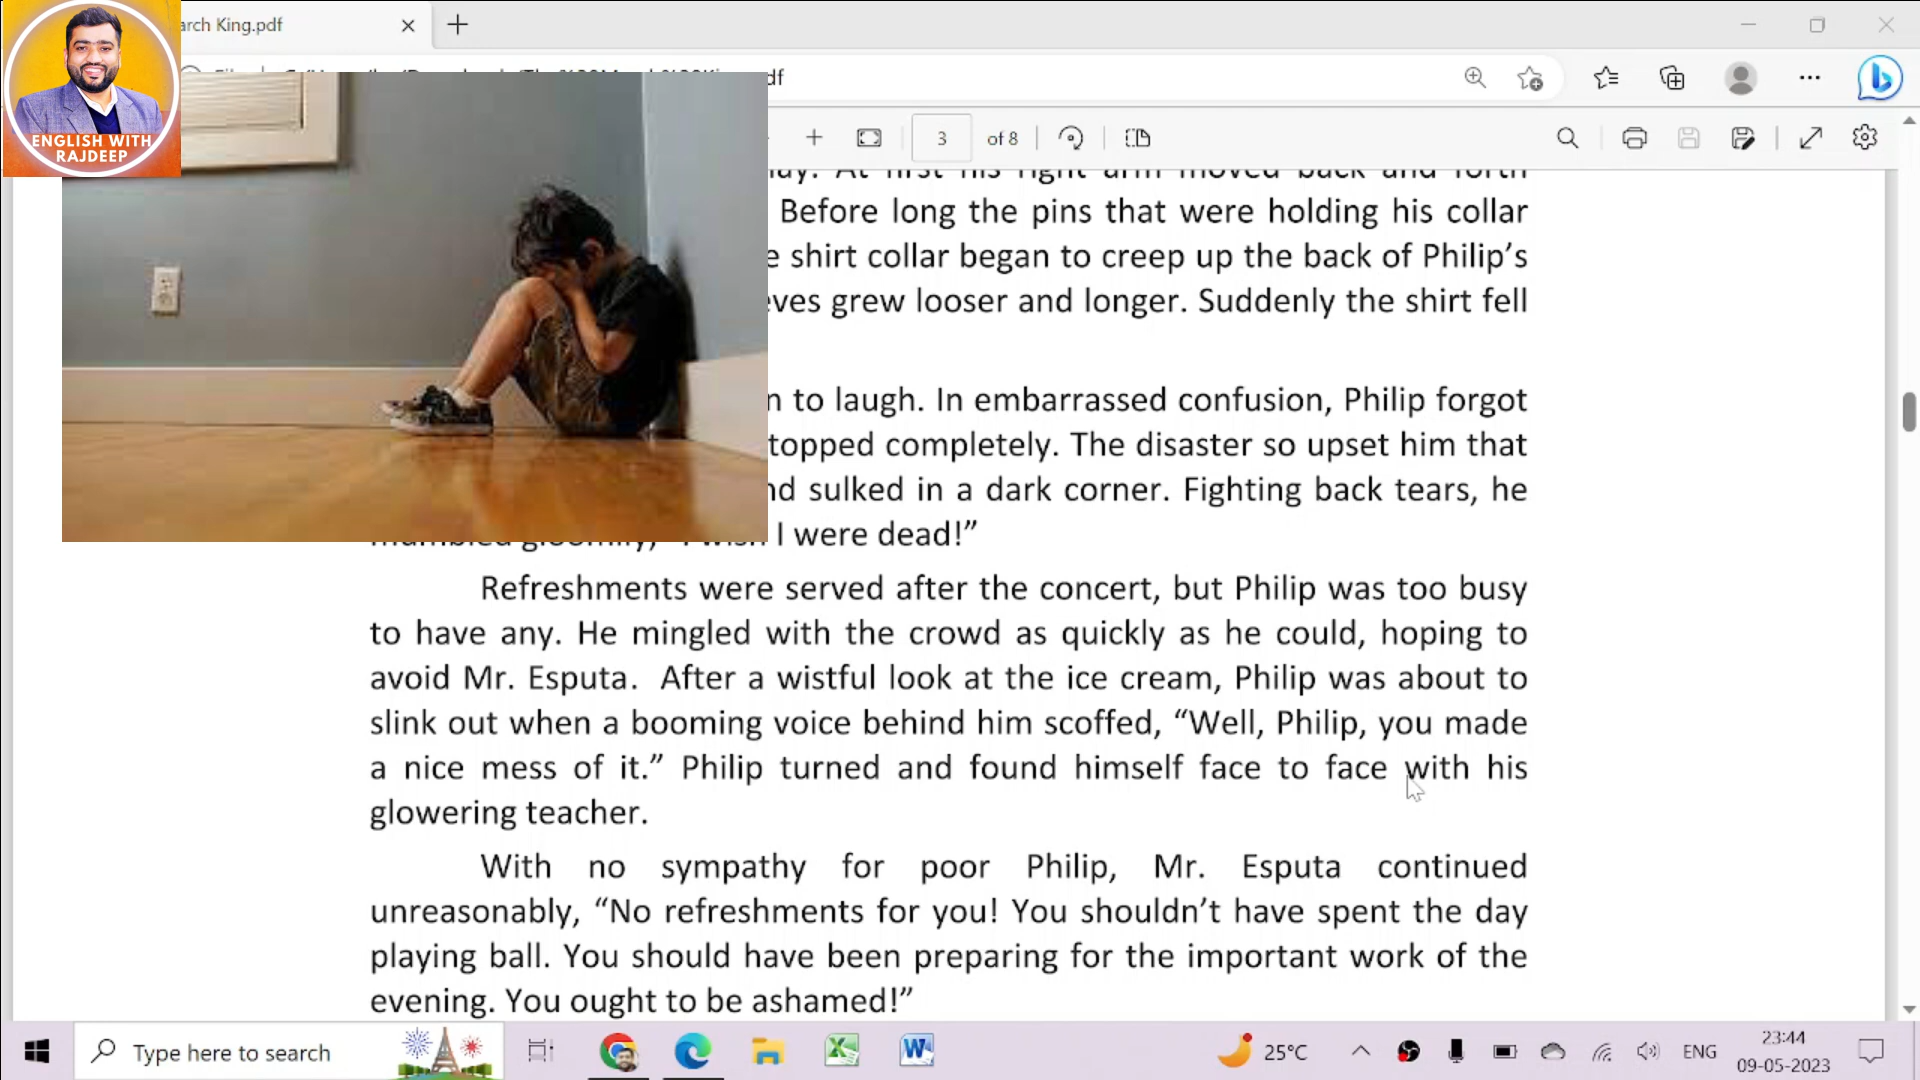 arch King.pdf
df
ENGLISH WITH
RAJDEEP
3 of 8
Before long the pins that were holding his collar
shirt collar began to creep up the back of Philip’s
eves grew looser and longer. Suddenly the shirt fell
n to laugh. In embarrassed confusion, Philip forgot
topped completely. The disaster so upset him that
nd sulked in a dark corner. Fighting back tears, he
I were dead!”
Refreshments were served after the concert, but Philip was too busy
to have any. He mingled with the crowd as quickly as he could, hoping to
avoid Mr. Esputa. After a wistful look at the ice cream, Philip was about to
slink out when a booming voice behind him scoffed, “Well, Philip, you made
a nice mess of it.” Philip turned and found himself face to face with his
glowering teacher.
With no sympathy for poor Philip, Mr. Esputa continued
unreasonably, “No refreshments for you! You shouldn’t have spent the day
playing ball. You should have been preparing for the important work of the
evening. You ought to be ashamed!”
Type here to search
25°C
ENG
23:44
09-05-2023